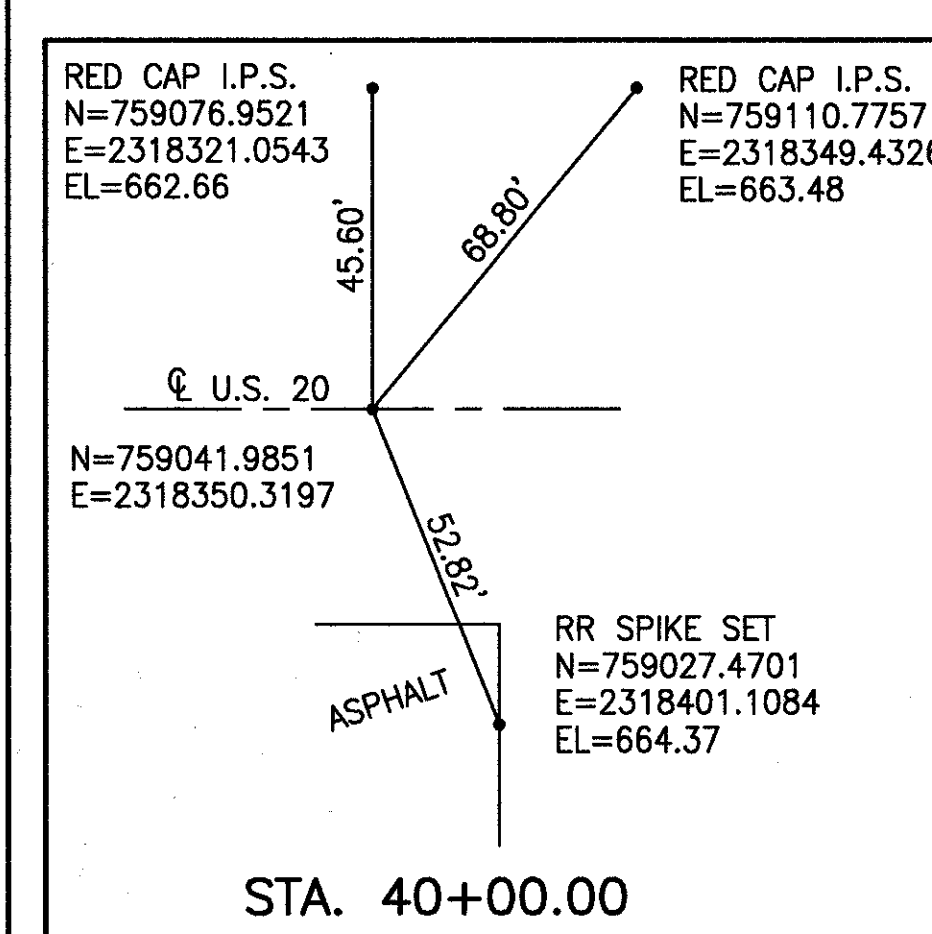 RED CAP I.P.S.
N=759076.9521
E=2318321.0543
EL=662.66
RED CAP I.P.S.
N=759110.7757
E=2318349.4326
EL=663.48
45.60'
68.80'
℄ U.S. 20
N=759041.9851
E=2318350.3197
52.82'
ASPHALT
RR SPIKE SET
N=759027.4701
E=2318401.1084
EL=664.37
STA. 40+00.00